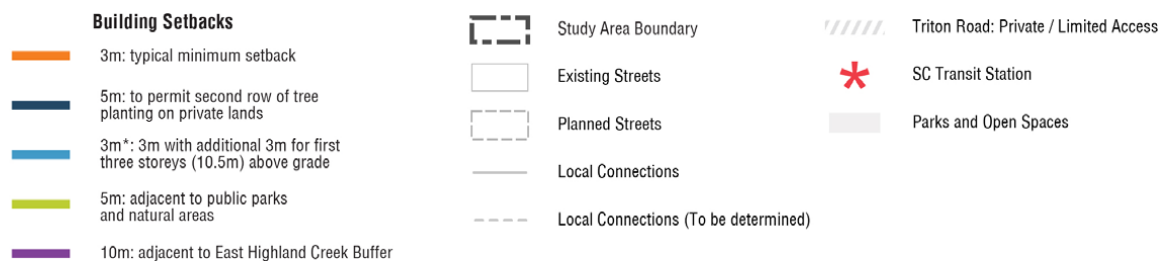 Building Setbacks
3m: typical minimum setback
5m: to permit second row of tree
planting on private lands
3m*: 3m with additional 3m for first
three storeys (10.5m) above grade
5m: adjacent to public parks
and natural areas
10m: adjacent to East Highland Creek Buffer
Study Area Boundary
Existing Streets
Planned Streets
Local Connections
Local Connections (To be determined)
Triton Road: Private / Limited Access
SC Transit Station
Parks and Open Spaces